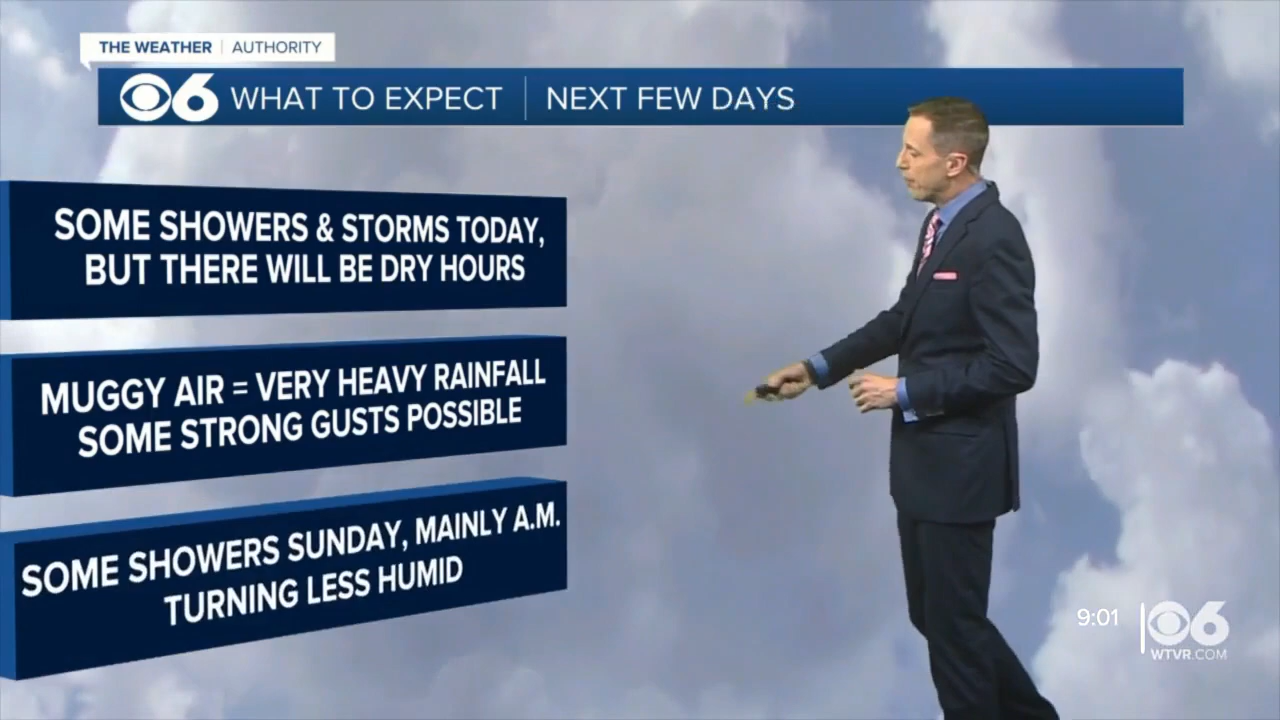 THE WEATHER | AUTHORITY
6 WHAT TO EXPECT | NEXT FEW DAYS
SOME SHOWERS & STORMS TODAY,
BUT THERE WILL BE DRY HOURS
MUGGY AIR = VERY HEAVY RAINFALL
SOME STRONG GUSTS POSSIBLE
SOME SHOWERS SUNDAY, MAINLY A.M.
TURNING LESS HUMID
9:01 | 6
WTVR.COM